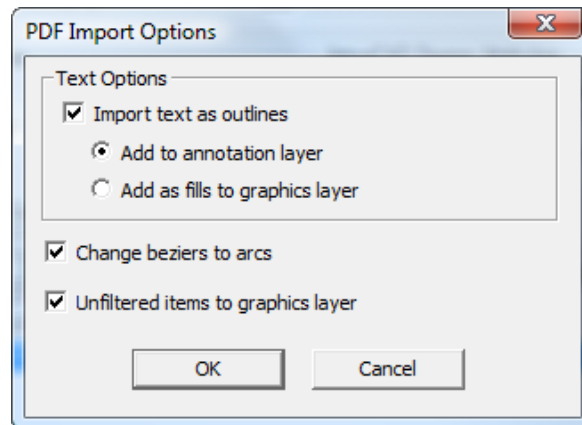 PDF Import Options
Text Options
Import text as outlines
Add to annotation layer
Add as fills to graphics layer
Change beziers to arcs
Unfiltered items to graphics layer
OK Cancel